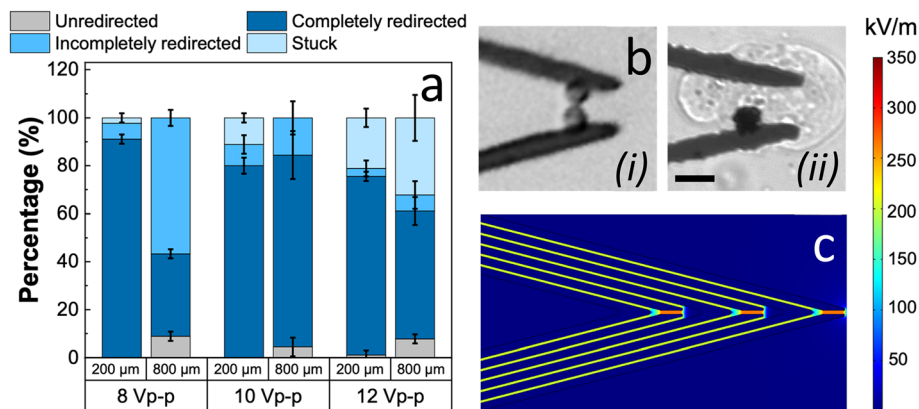 Unredirected
Completely redirected
Incompletely redirected
Stuck
a
Percentage (%)
120
100
80
60
40
20
0
200 µm 800 µm 200 µm 800 µm 200 µm 800 µm
8 Vp-p 10 Vp-p 12 Vp-p
b
(i)
(ii)
c
kV/m
350
300
250
200
150
100
50